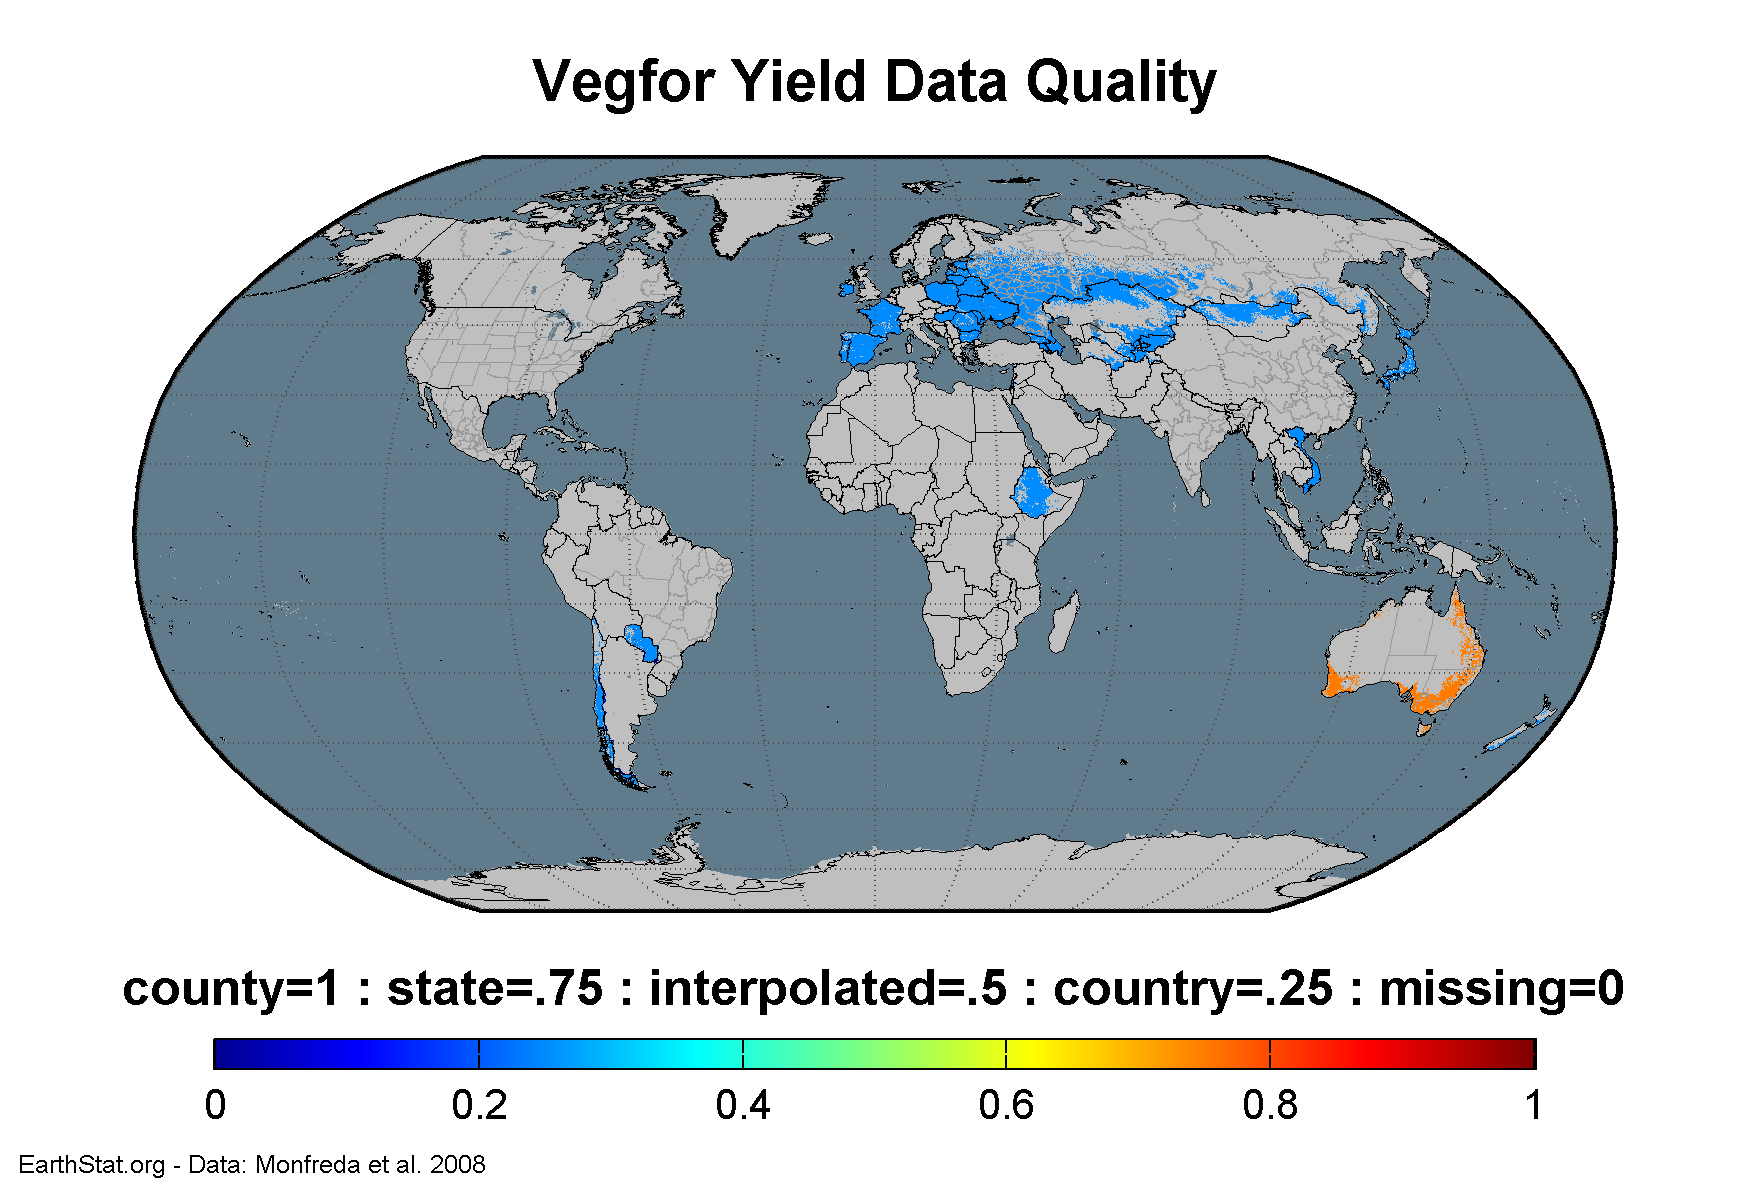 Vegfor Yield Data Quality
county=1 : state=.75 : interpolated=.5 : country=.25 : missing=0
0 0.2 0.4 0.6 0.8 1
EarthStat.org - Data: Monfreda et al. 2008